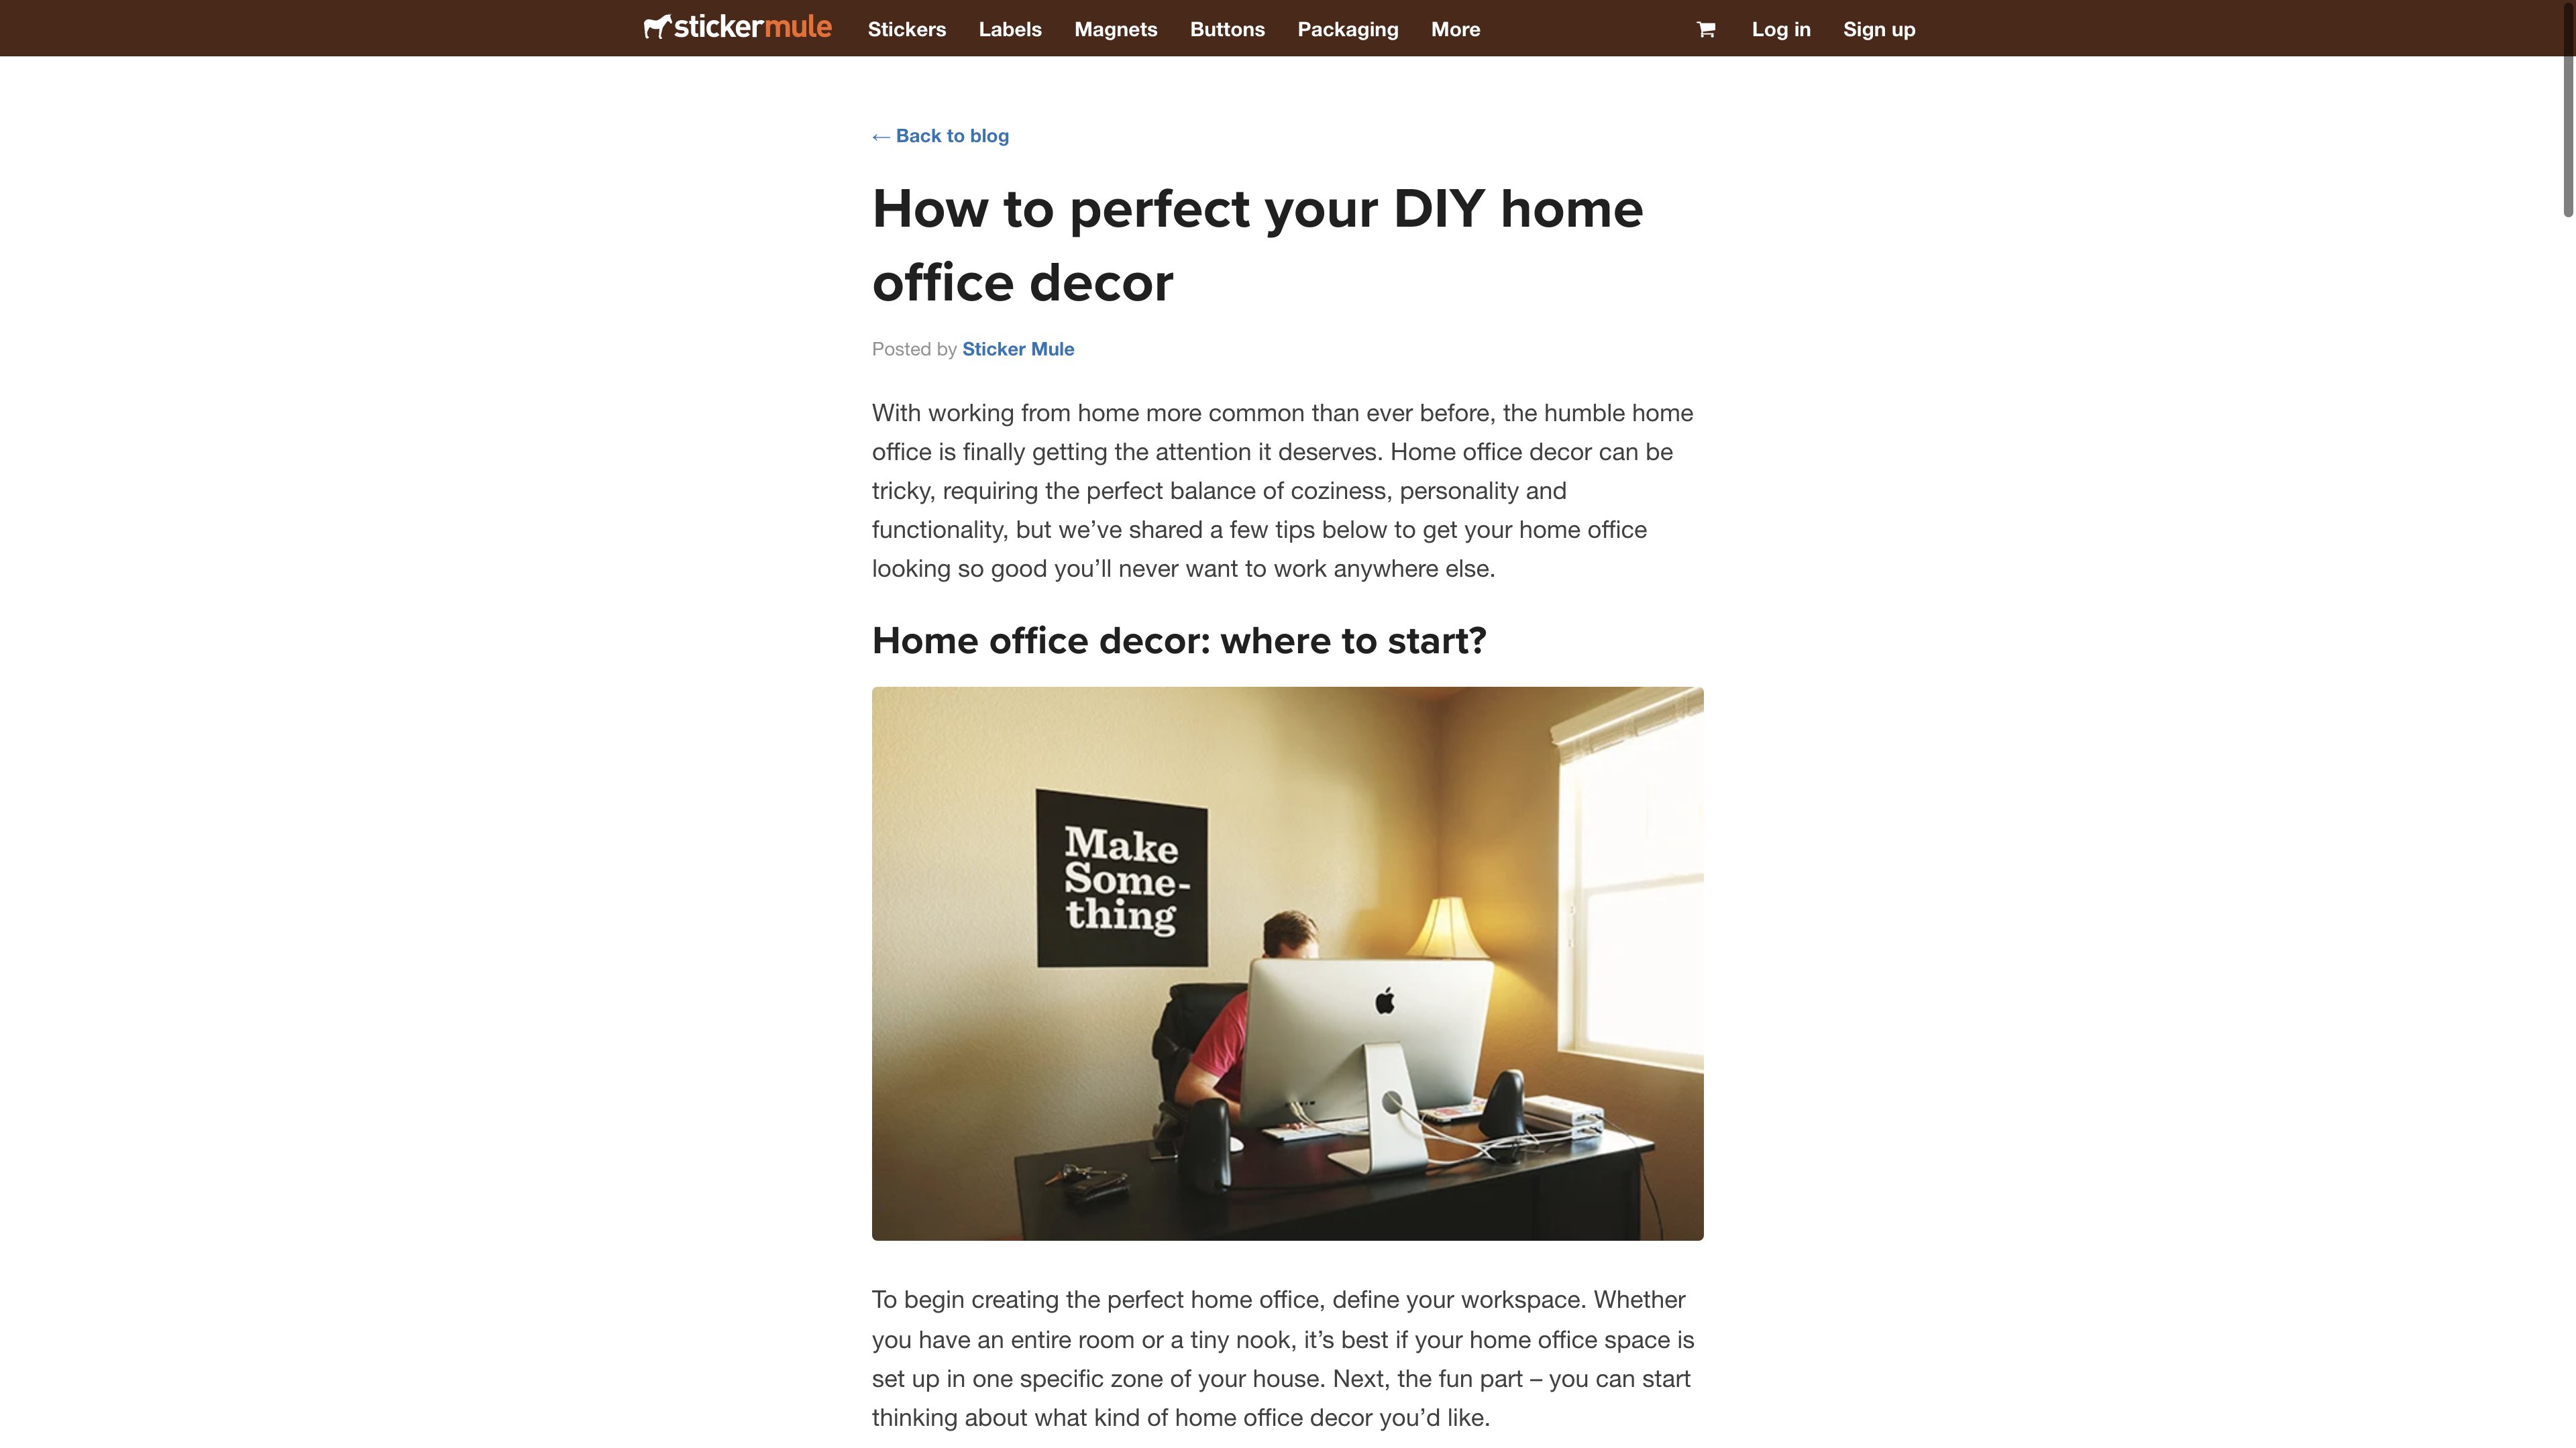 stickermule Stickers Labels Magnets Buttons Packaging More Log in Sign up
← Back to blog
How to perfect your DIY home
office decor
Posted by Sticker Mule
With working from home more common than ever before, the humble home
office is finally getting the attention it deserves. Home office decor can be
tricky, requiring the perfect balance of coziness, personality and
functionality, but we’ve shared a few tips below to get your home office
looking so good you’ll never want to work anywhere else.
Home office decor: where to start?
Make
Some-
thing
To begin creating the perfect home office, define your workspace. Whether
you have an entire room or a tiny nook, it’s best if your home office space is
set up in one specific zone of your house. Next, the fun part – you can start
thinking about what kind of home office decor you’d like.